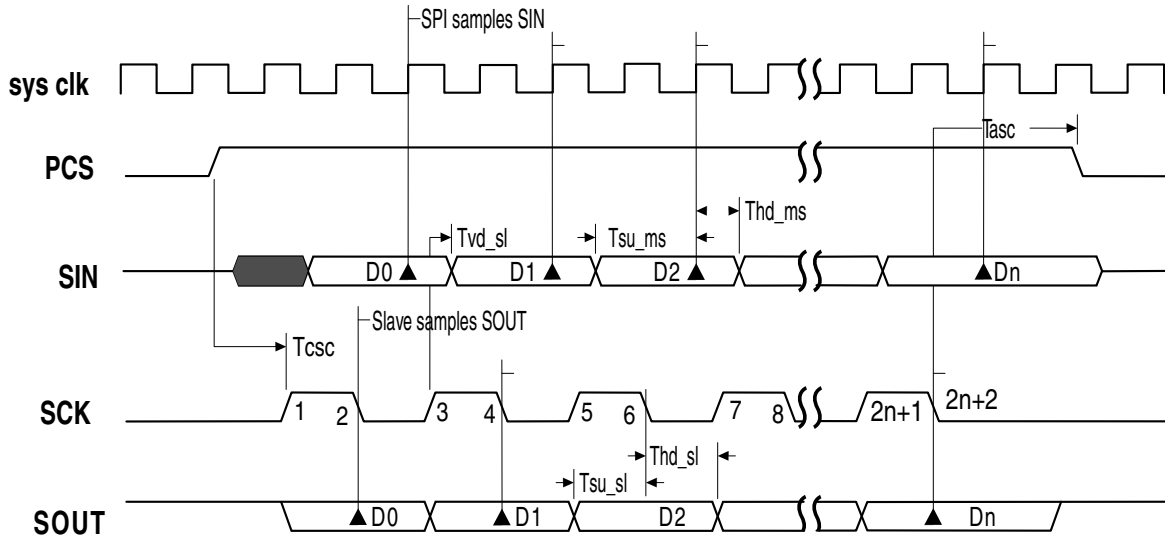 SPI samples SIN
sys clk
Tasc
PCS
Thd_ms
Tvd_sl
Tsu_ms
SIN
D0
D1
D2
Dn
Slave samples SOUT
Tcsc
SCK
1
2
3
4
5
6
7
8
2n+1
2n+2
Thd_sl
Tsu_sl
SOUT
D0
D1
D2
Dn